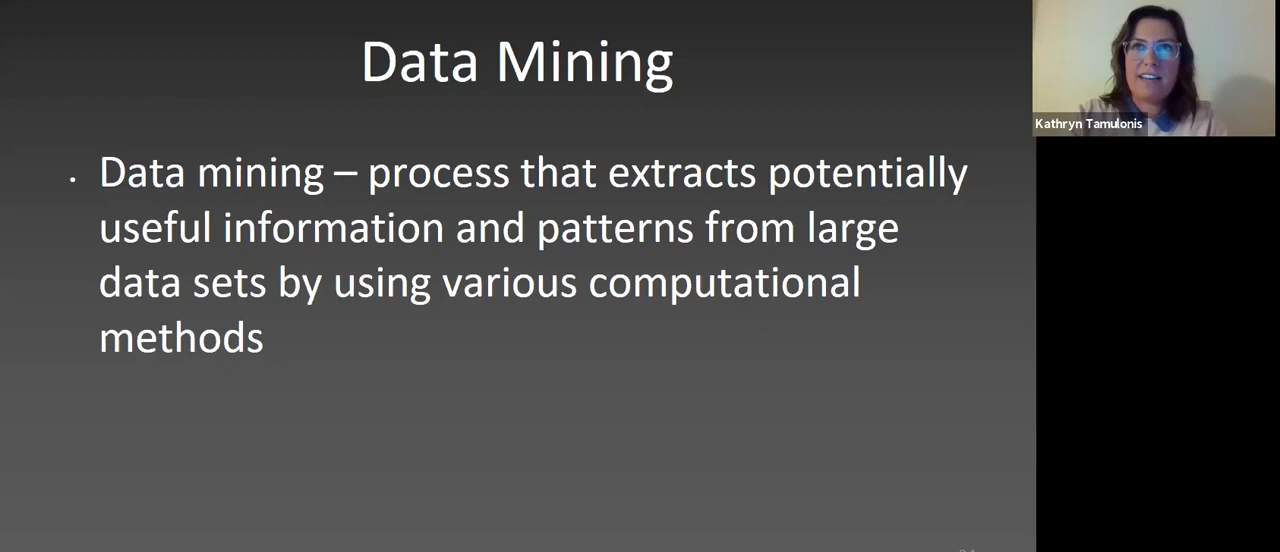 Data Mining
Kathryn Tamulonis
· Data mining – process that extracts potentially
useful information and patterns from large
data sets by using various computational
methods